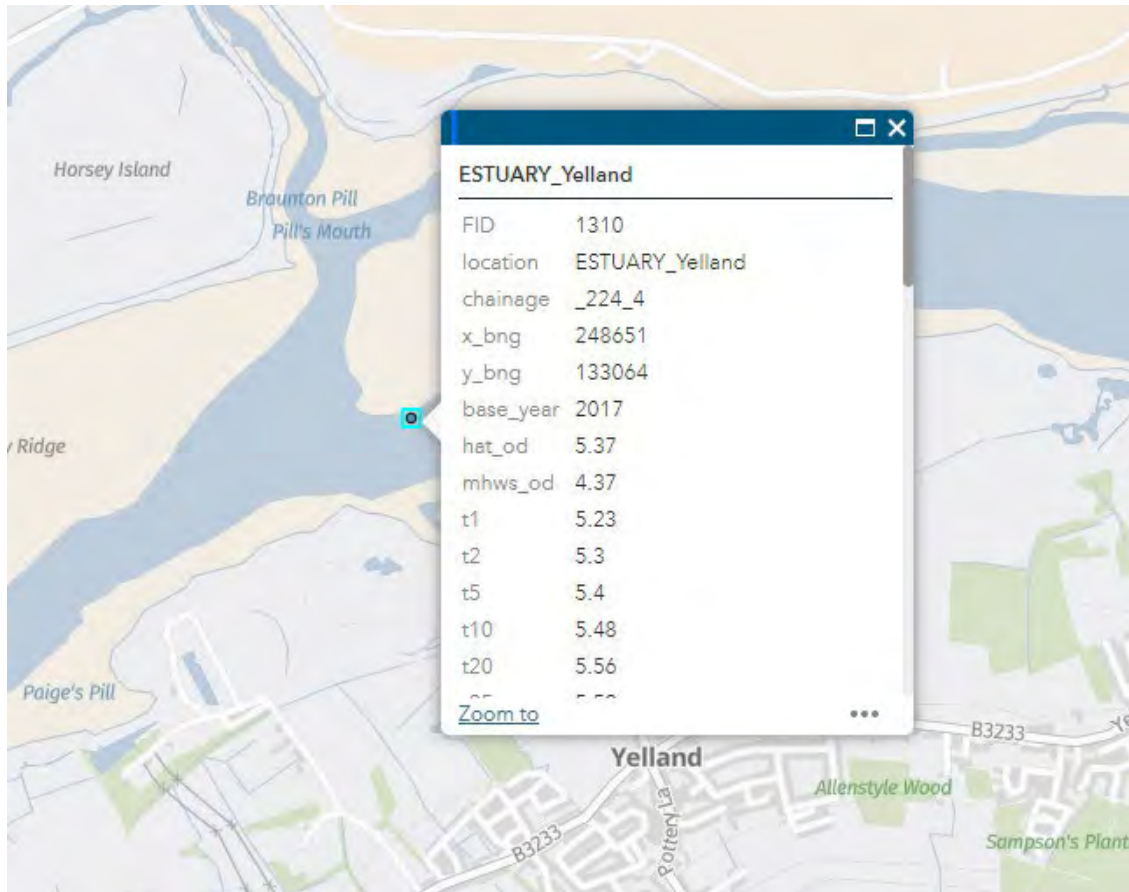 Horsey Island
Braunton Pill
Pill's Mouth
Ridge
Paige's Pill
ESTUARY_Yelland
FID 1310
location ESTUARY_Yelland
chainage _224_4
x_bng 248651
y_bng 133064
base_year 2017
hat_od 5.37
mhws_od 4.37
t1 5.23
t2 5.3
t5 5.4
t10 5.48
t20 5.56
Zoom to
B3233
Yelland
Allenstyle Wood
Pottery La
B3233
Sampson's Plant